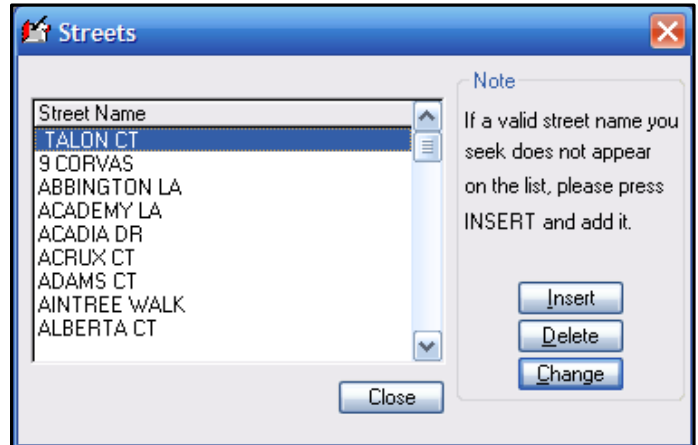 Streets
Street Name
TALON CT
9 CORVAS
ABBINGTON LA
ACADEMY LA
ACADIA DR
ACRUX CT
ADAMS CT
AINTREE WALK
ALBERTA CT
Close
Note
If a valid street name you
seek does not appear
on the list, please press
INSERT and add it.
Insert
Delete
Change